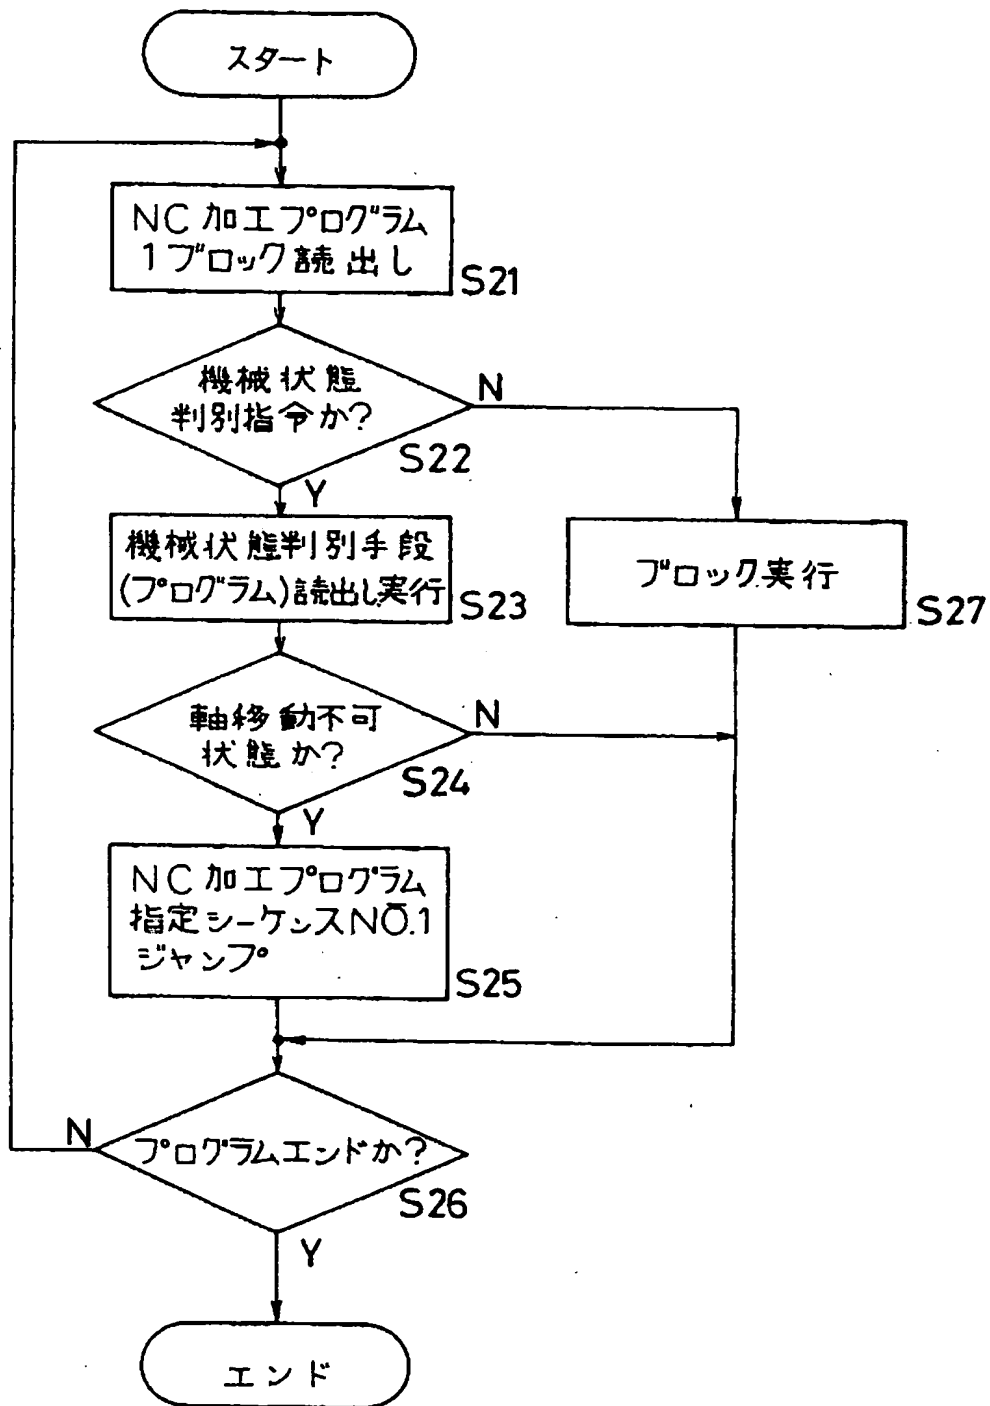 スタート
NC加工プログラム
1ブロック読出し
S21
機械状態
判別指令か?
N
S22
Y
機械状態判別手段
(プログラム)読出し実行
S23
ブロック実行
S27
軸移動不可
状態か?
N
S24
Y
NC加工プログラム
指定シーケンスNO.1
ジャンプ
S25
N
プログラムエンドか?
S26
Y
エンド